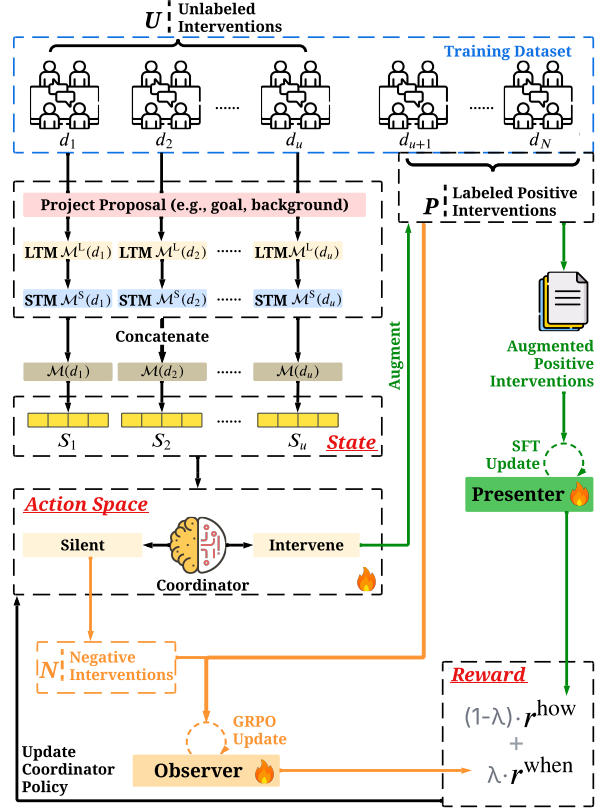 U Unlabeled
Interventions
Training Dataset
d₁ d₂ ...... dᵤ dᵤ₊₁ ...... d_N
Project Proposal (e.g., goal, background)
P Labeled Positive
Interventions
LTM ℳᴸ(d₁) LTM ℳᴸ(d₂) ...... LTM ℳᴸ(dᵤ)
STM ℳˢ(d₁) STM ℳˢ(d₂) ...... STM ℳˢ(dᵤ)
Concatenate
Augment
Augmented
Positive
Interventions
ℳ(d₁) ℳ(d₂) ...... ℳ(dᵤ)
......
S₁ S₂ Sᵤ
State
SFT
Update
Presenter
Action Space
Silent Intervene
Coordinator
N Negative
Interventions
Reward
(1-λ)·r^how
+
λ·r^when
GRPO
Update
Observer
Update
Coordinator
Policy